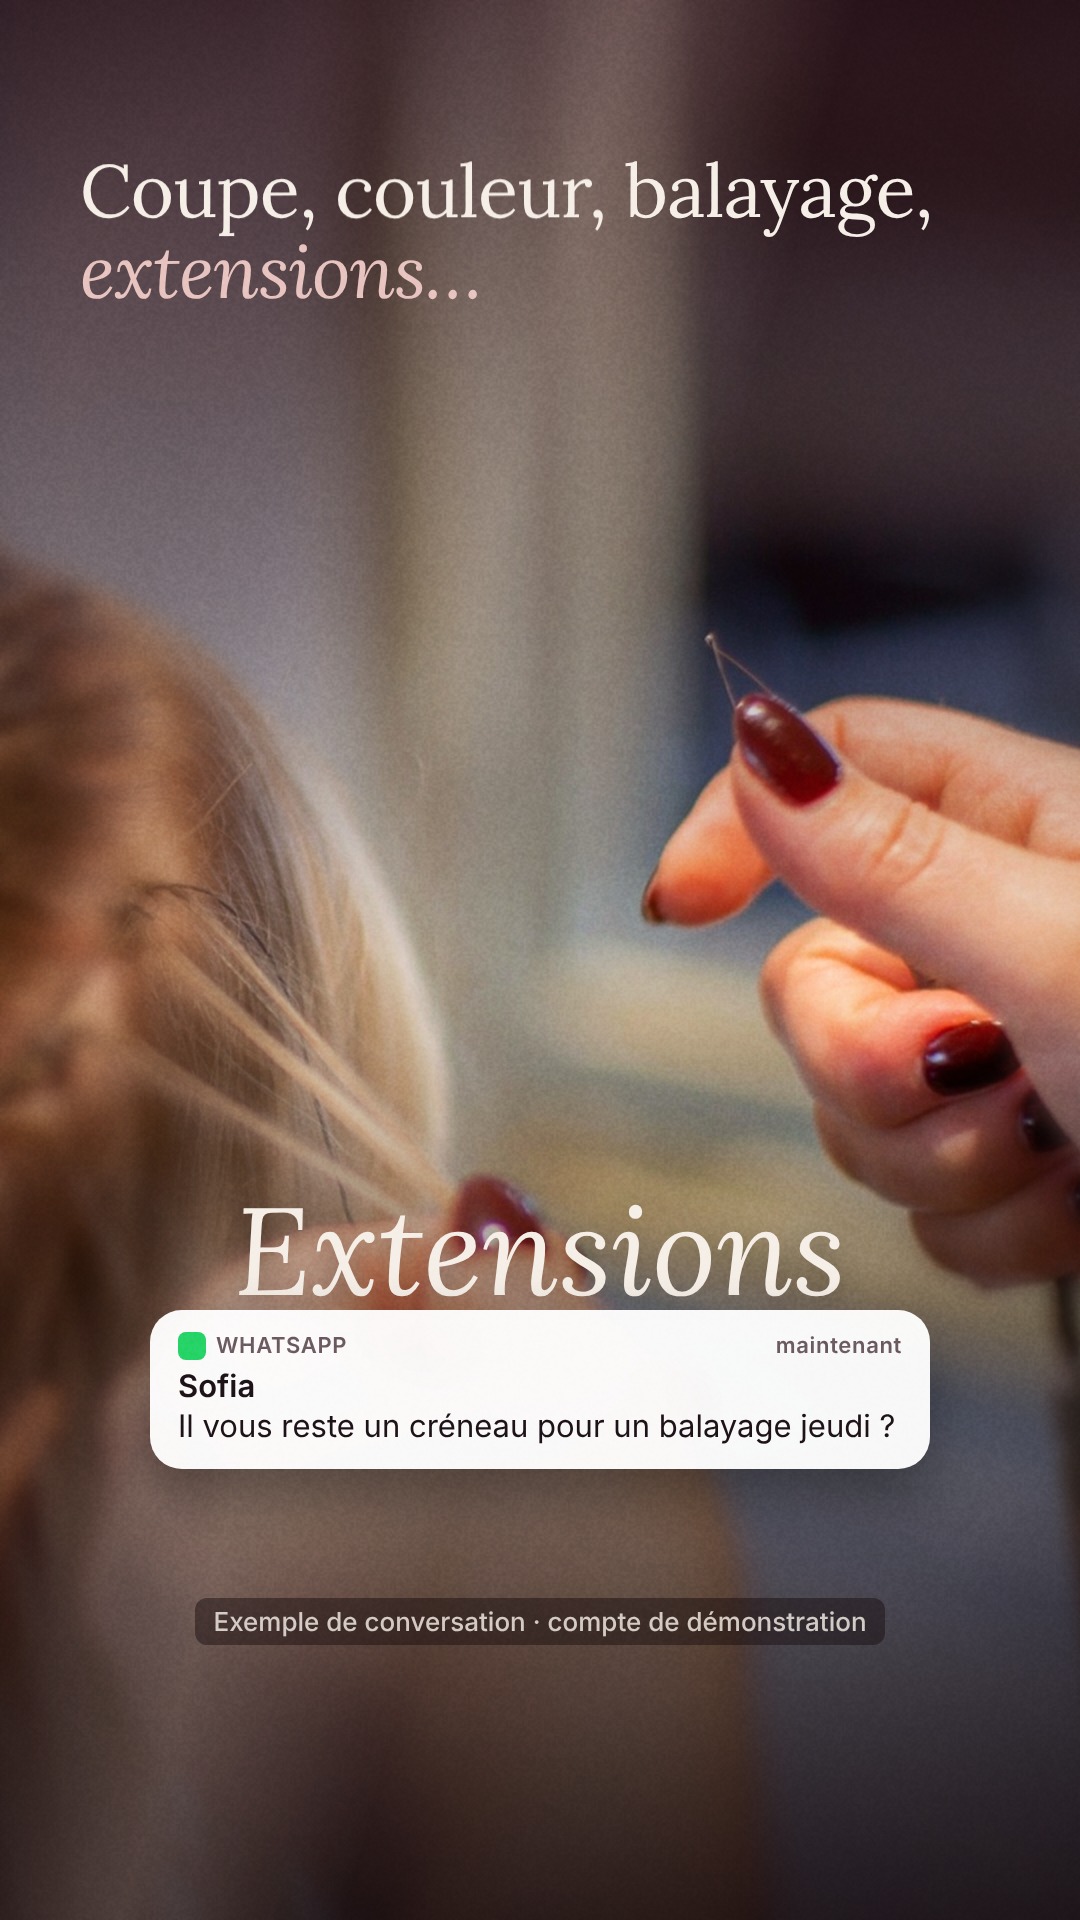 Coupe, couleur, balayage,
extensions...
Extensions
WHATSAPP maintenant
Sofia
Il vous reste un créneau pour un balayage jeudi ?
Exemple de conversation · compte de démonstration